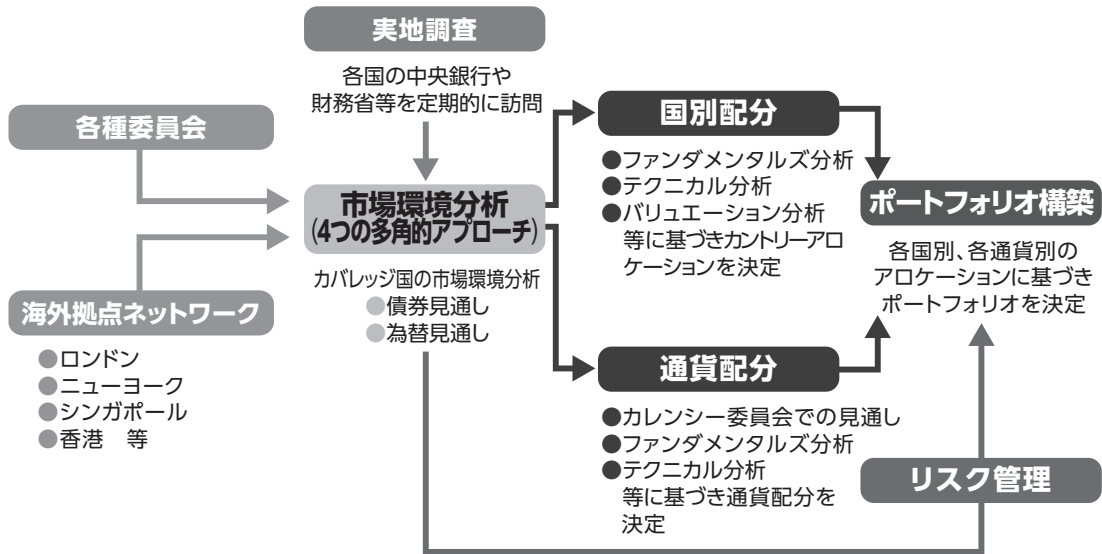 実地調査
各国の中央銀行や
財務省等を定期的に訪問
各種委員会
海外拠点ネットワーク
●ロンドン
●ニューヨーク
●シンガポール
●香港　等
市場環境分析
(4つの多角的アプローチ)
カバレッジ国の市場環境分析
●債券見通し
●為替見通し
国別配分
●ファンダメンタルズ分析
●テクニカル分析
●バリュエーション分析
等に基づきカントリーアロ
ケーションを決定
通貨配分
●カレンシー委員会での見通し
●ファンダメンタルズ分析
●テクニカル分析
等に基づき通貨配分を
決定
ポートフォリオ構築
各国別、各通貨別の
アロケーションに基づき
ポートフォリオを決定
リスク管理